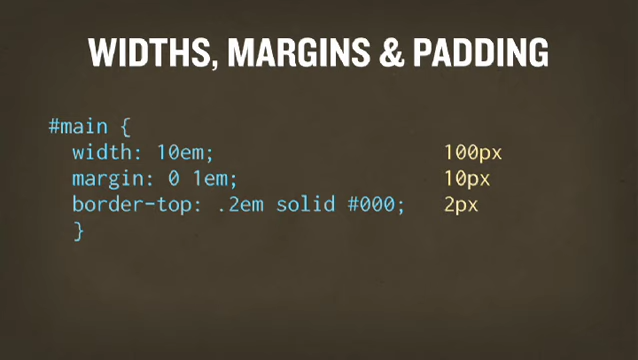 WIDTHS, MARGINS & PADDING
#main {
width: 10em; 100px
margin: 0 1em; 10px
border-top: .2em solid #000; 2px
}